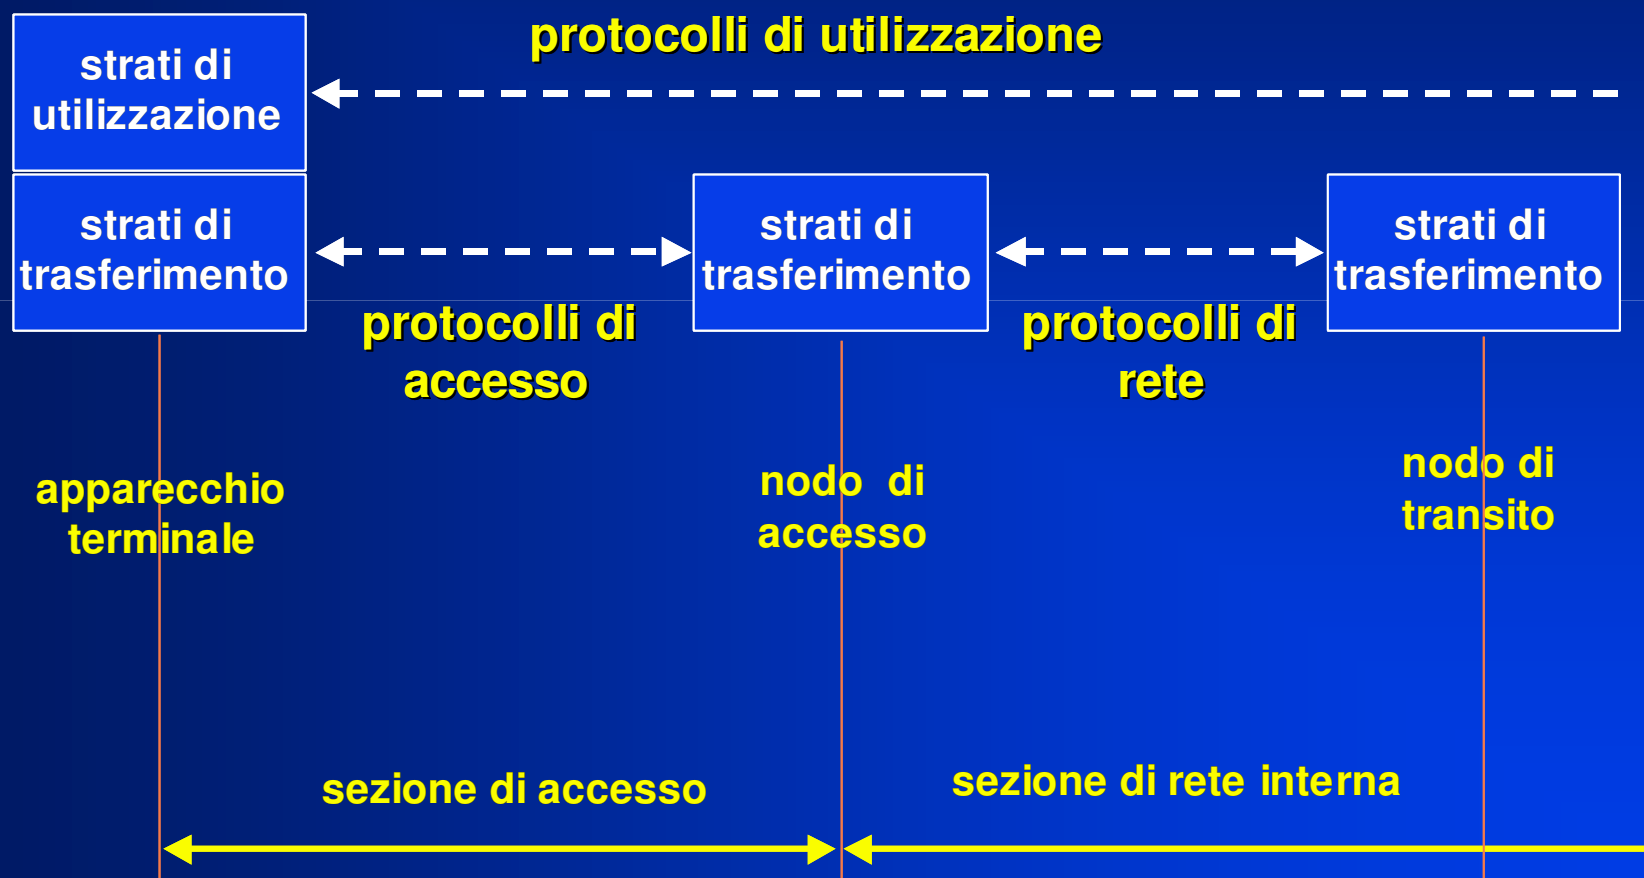 protocolli di utilizzazione
strati di
utilizzazione
strati di
trasferimento
strati di
trasferimento
strati di
trasferimento
protocolli di
accesso
protocolli di
rete
apparecchio
terminale
nodo di
accesso
nodo di
transito
sezione di accesso
sezione di rete interna